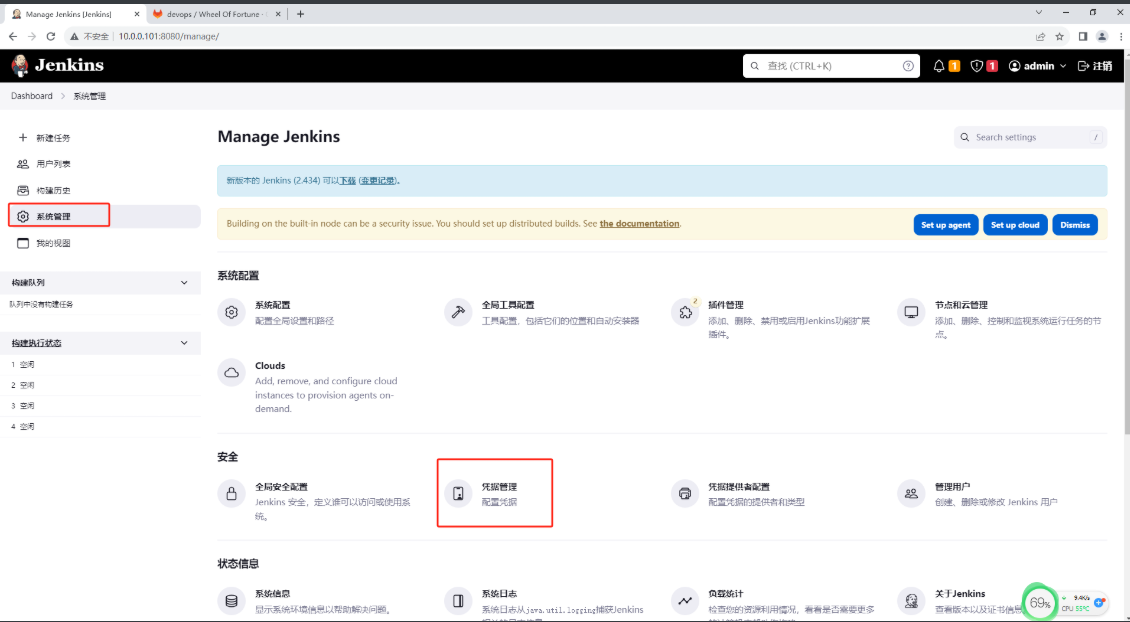 Manage Jenkins [Jenkins]
devops / Wheel Of Fortune ·
不安全
10.0.0.101:8080/manage/
Jenkins
查找 (CTRL+K)
1
1
admin
注销
Dashboard
系统管理
新建任务
用户列表
构建历史
系统管理
我的视图
构建队列
队列中没有构建任务
构建执行状态
1 空闲
2 空闲
3 空闲
4 空闲
Manage Jenkins
Search settings
/
新版本的 Jenkins (2.434) 可以下载 (变更记录)。
Building on the built-in node can be a security issue. You should set up distributed builds. See the documentation.
Set up agent
Set up cloud
Dismiss
系统配置
系统配置
配置全局设置和路径
全局工具配置
工具配置，包括它们的位置和自动安装器
2
插件管理
添加、删除、禁用或启用Jenkins功能扩展
插件。
节点和云管理
添加、删除、控制和监视系统运行任务的节
点。
Clouds
Add, remove, and configure cloud
instances to provision agents on-
demand.
安全
全局安全配置
Jenkins 安全，定义谁可以访问或使用系
统。
凭据管理
配置凭据
凭据提供者配置
配置凭据的提供者和类型
管理用户
创建、删除或修改 Jenkins 用户
状态信息
系统信息
显示系统环境信息以帮助解决问题。
系统日志
系统日志从java.util.logging捕获Jenkins
负载统计
检查您的资源利用情况，看看是否需要更多
关于Jenkins
查看版本以及证书信息
69%
9.4K/s
CPU 55°C